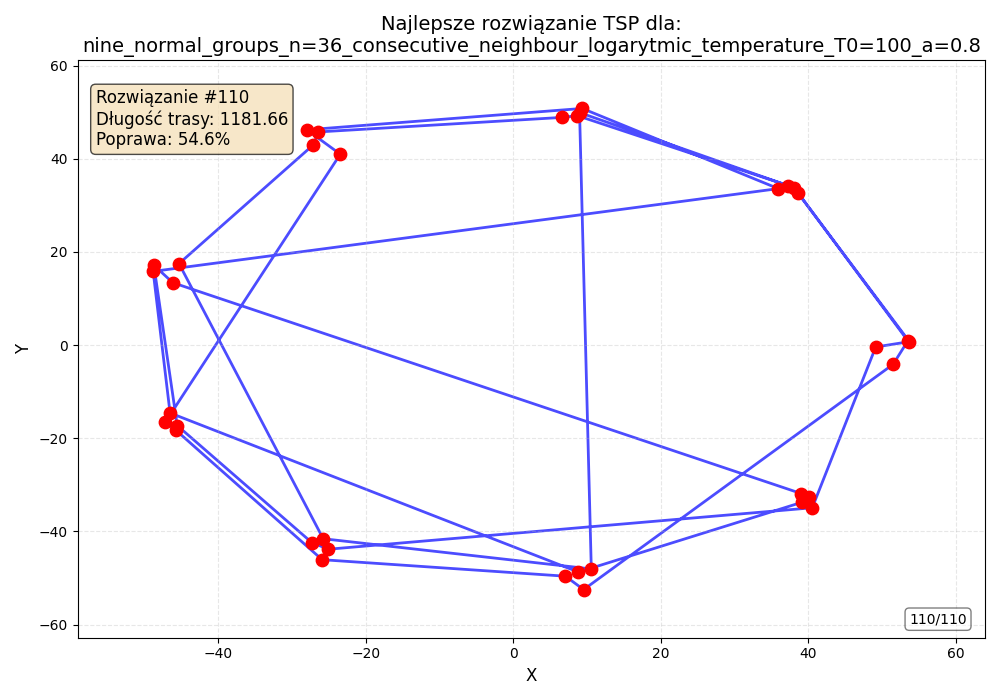 Najlepsze rozwiązanie TSP dla:
nine_normal_groups_n=36_consecutive_neighbour_logarytmic_temperature_T0=100_a=0.8
Rozwiązanie #110
Długość trasy: 1181.66
Poprawa: 54.6%
60
40
20
0
−20
−40
−60
Y
110/110
−40
−20
0
20
40
60
X